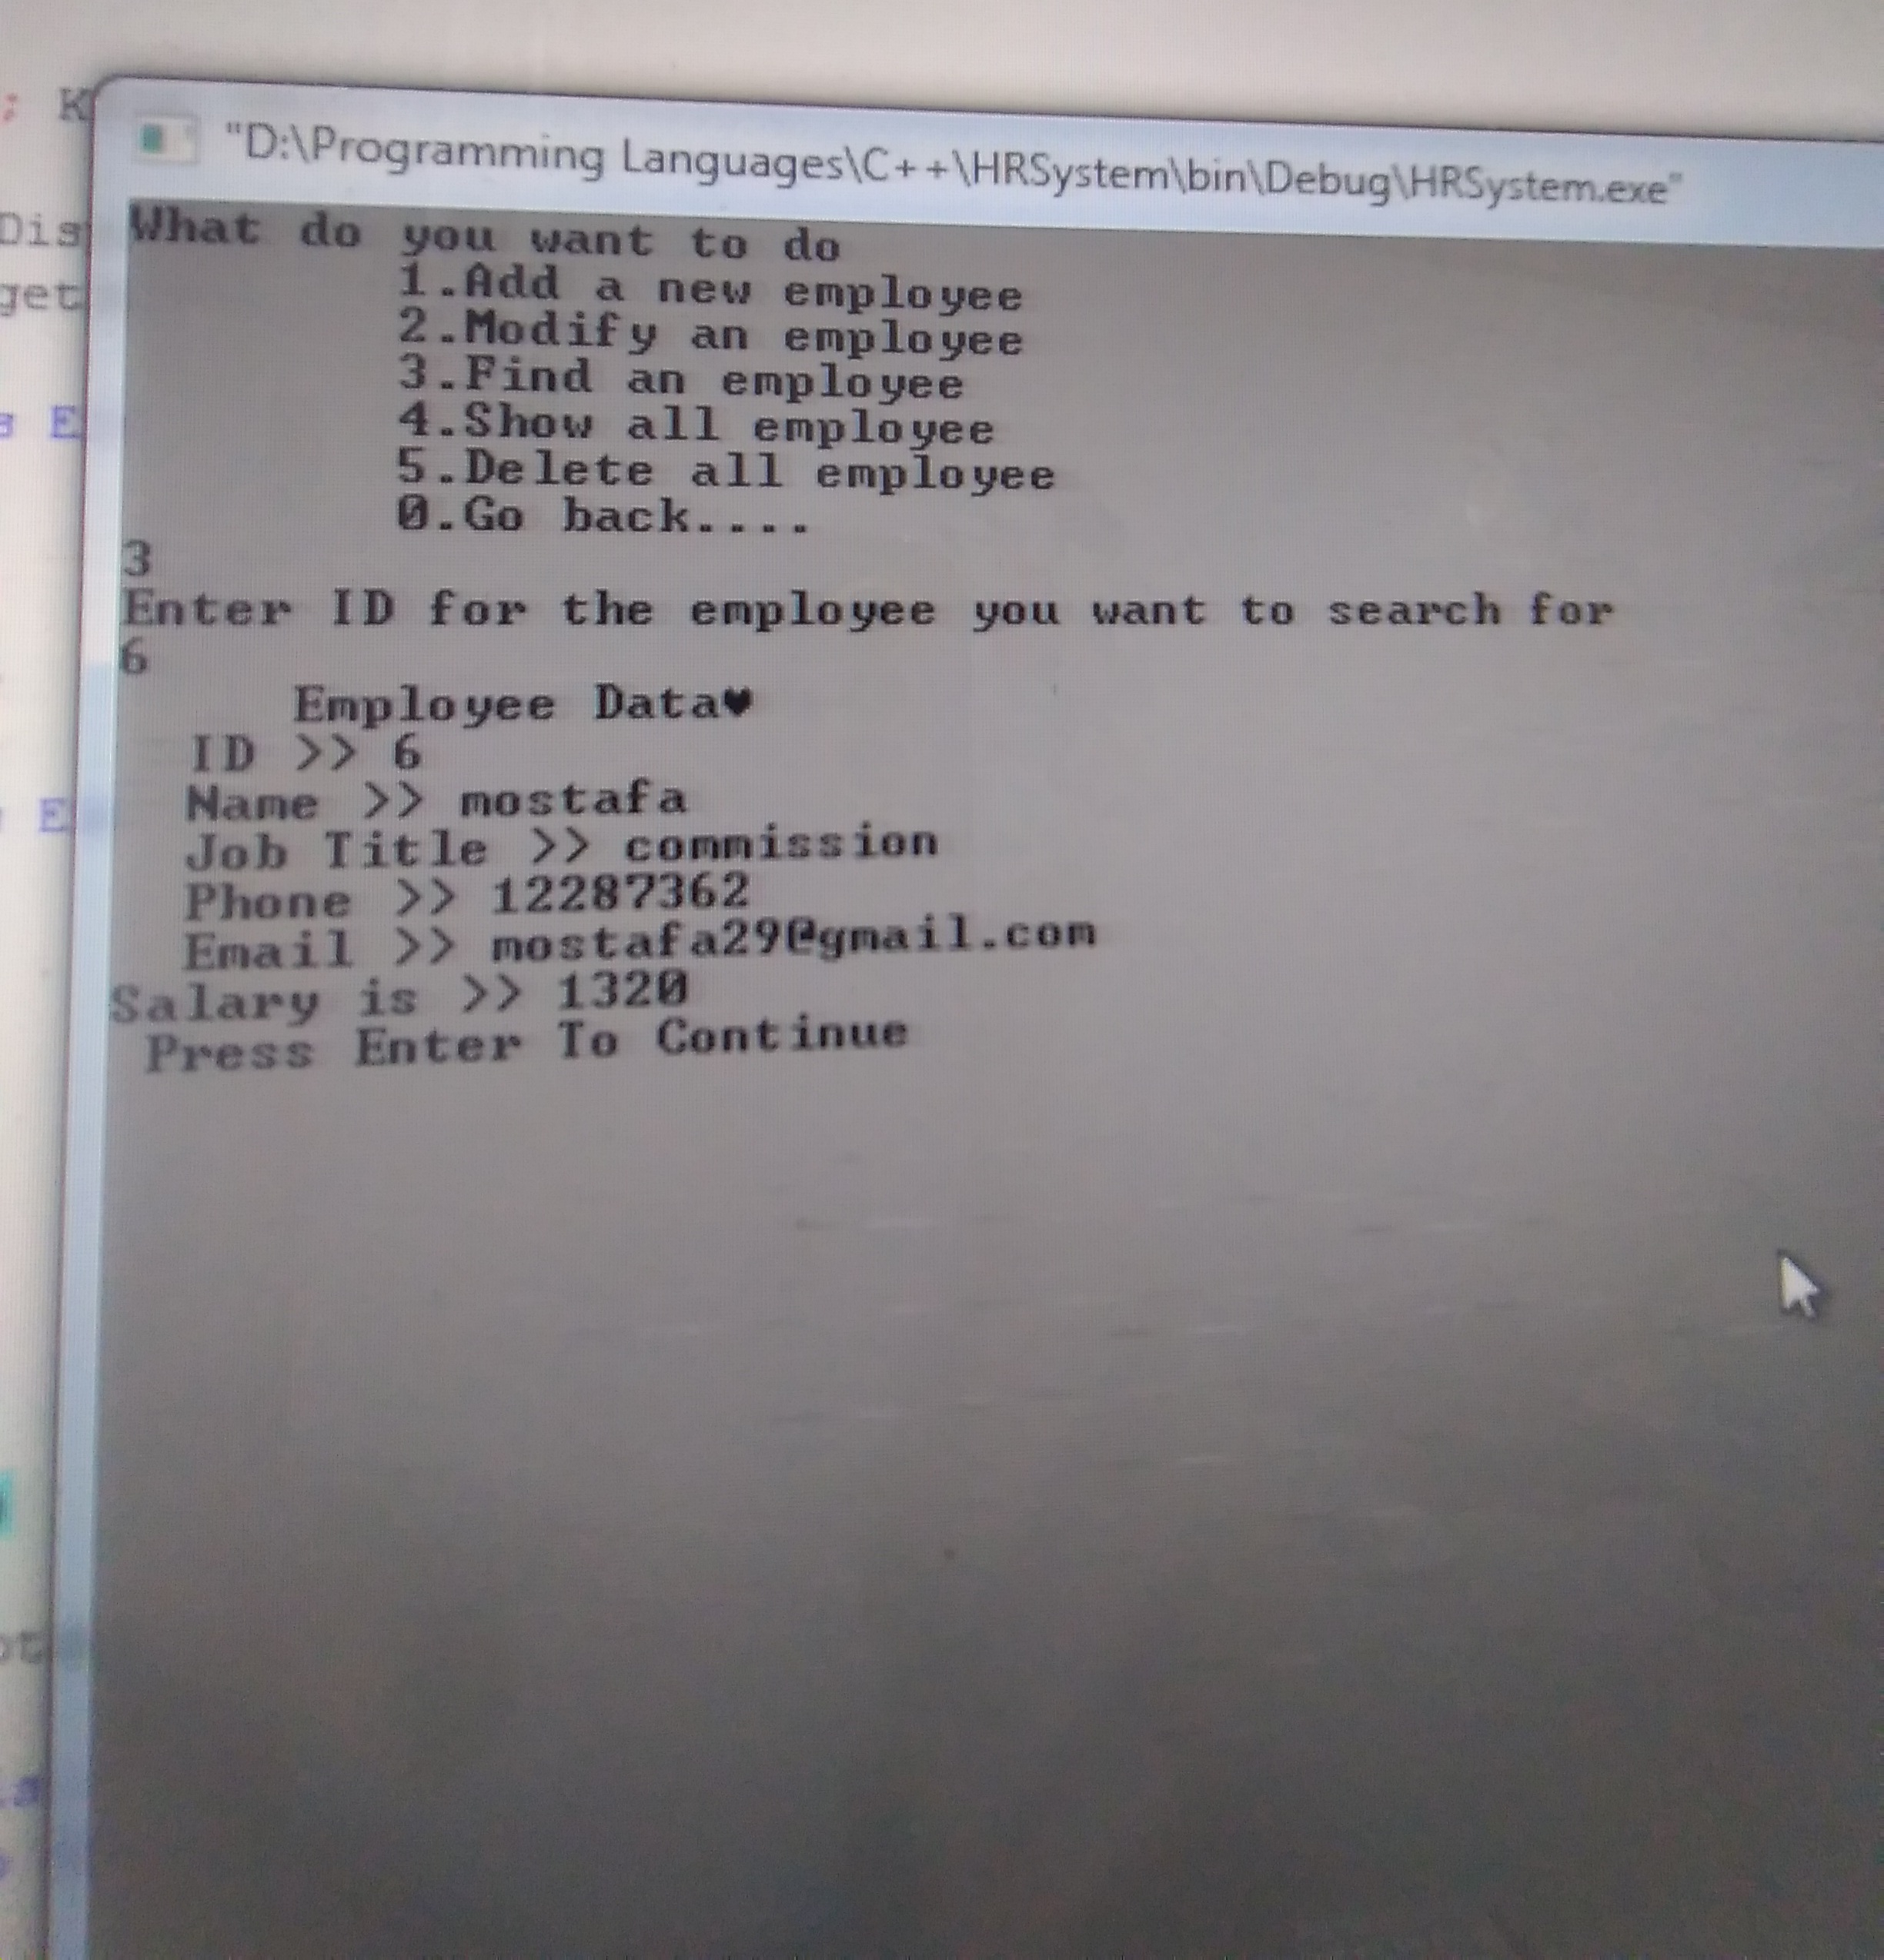 ; K
"D:\Programming Languages\C++\HRSystem\bin\Debug\HRSystem.exe"
Dis
get
E
E
What do you want to do
1.Add a new employee
2.Modify an employee
3.Find an employee
4.Show all employee
5.Delete all employee
0.Go back....
3
Enter ID for the employee you want to search for
6
Employee Data♥
ID >> 6
Name >> mostafa
Job Title >> commission
Phone >> 12287362
Email >> mostafa29@gmail.com
Salary is >> 1320
Press Enter To Continue